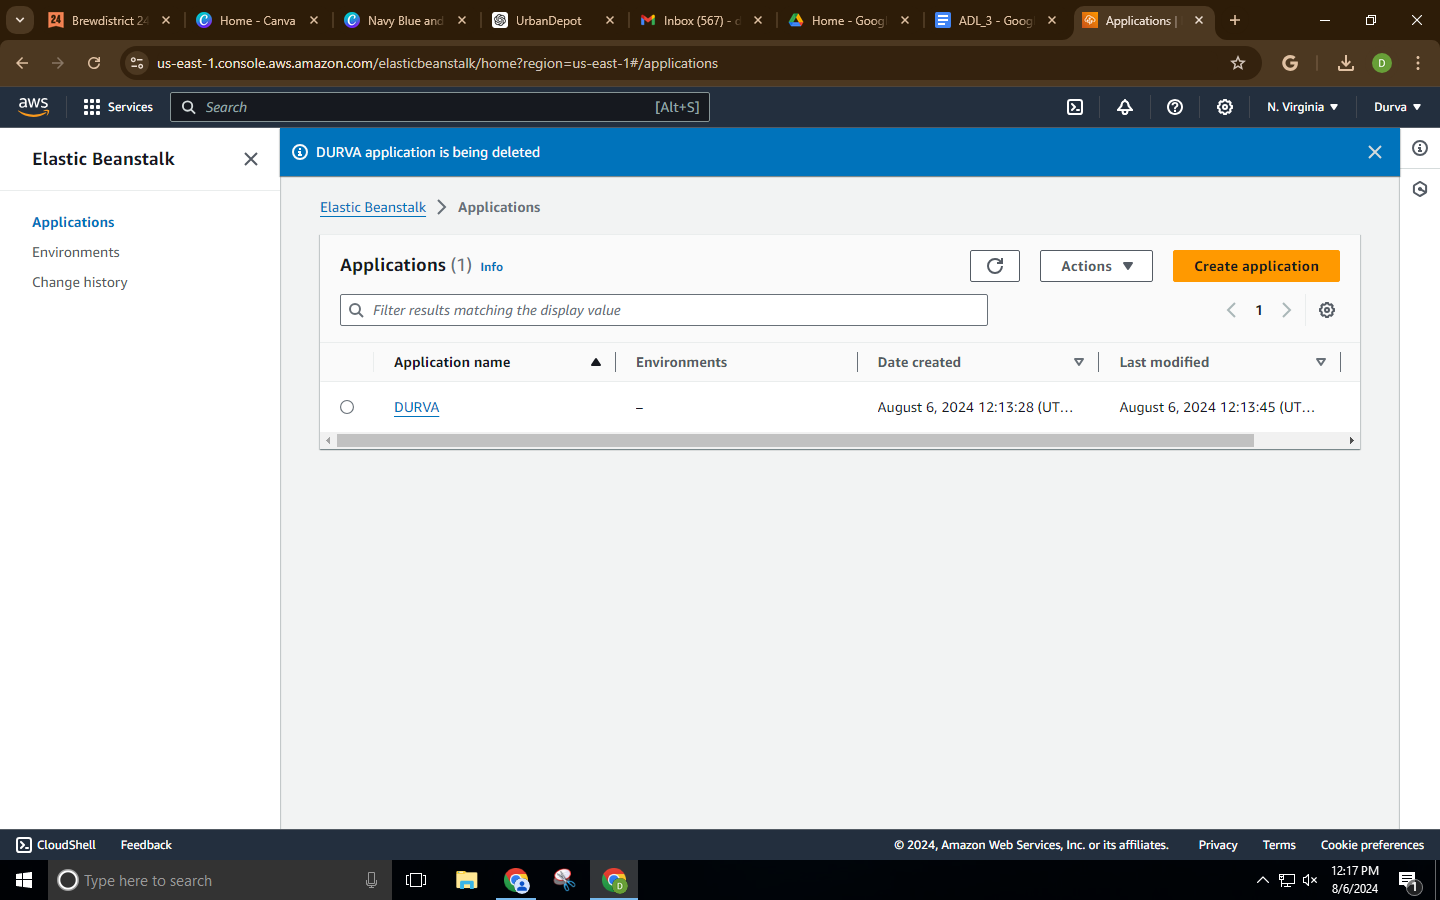 Brewdistrict 24
Home - Canva
Navy Blue and
UrbanDepot
Inbox (567) - d
Home - Goog
ADL_3 - Goog
Applications |
us-east-1.console.aws.amazon.com/elasticbeanstalk/home?region=us-east-1#/applications
D
aws
Services
Search
[Alt+S]
N. Virginia
Durva
Elastic Beanstalk
DURVA application is being deleted
Applications
Environments
Change history
Elastic Beanstalk
Applications
Applications (1) Info
Actions
Create application
Filter results matching the display value
1
Application name
Environments
Date created
Last modified
DURVA
–
August 6, 2024 12:13:28 (UT...
August 6, 2024 12:13:45 (UT...
CloudShell
Feedback
© 2024, Amazon Web Services, Inc. or its affiliates.
Privacy
Terms
Cookie preferences
Type here to search
12:17 PM
8/6/2024
1